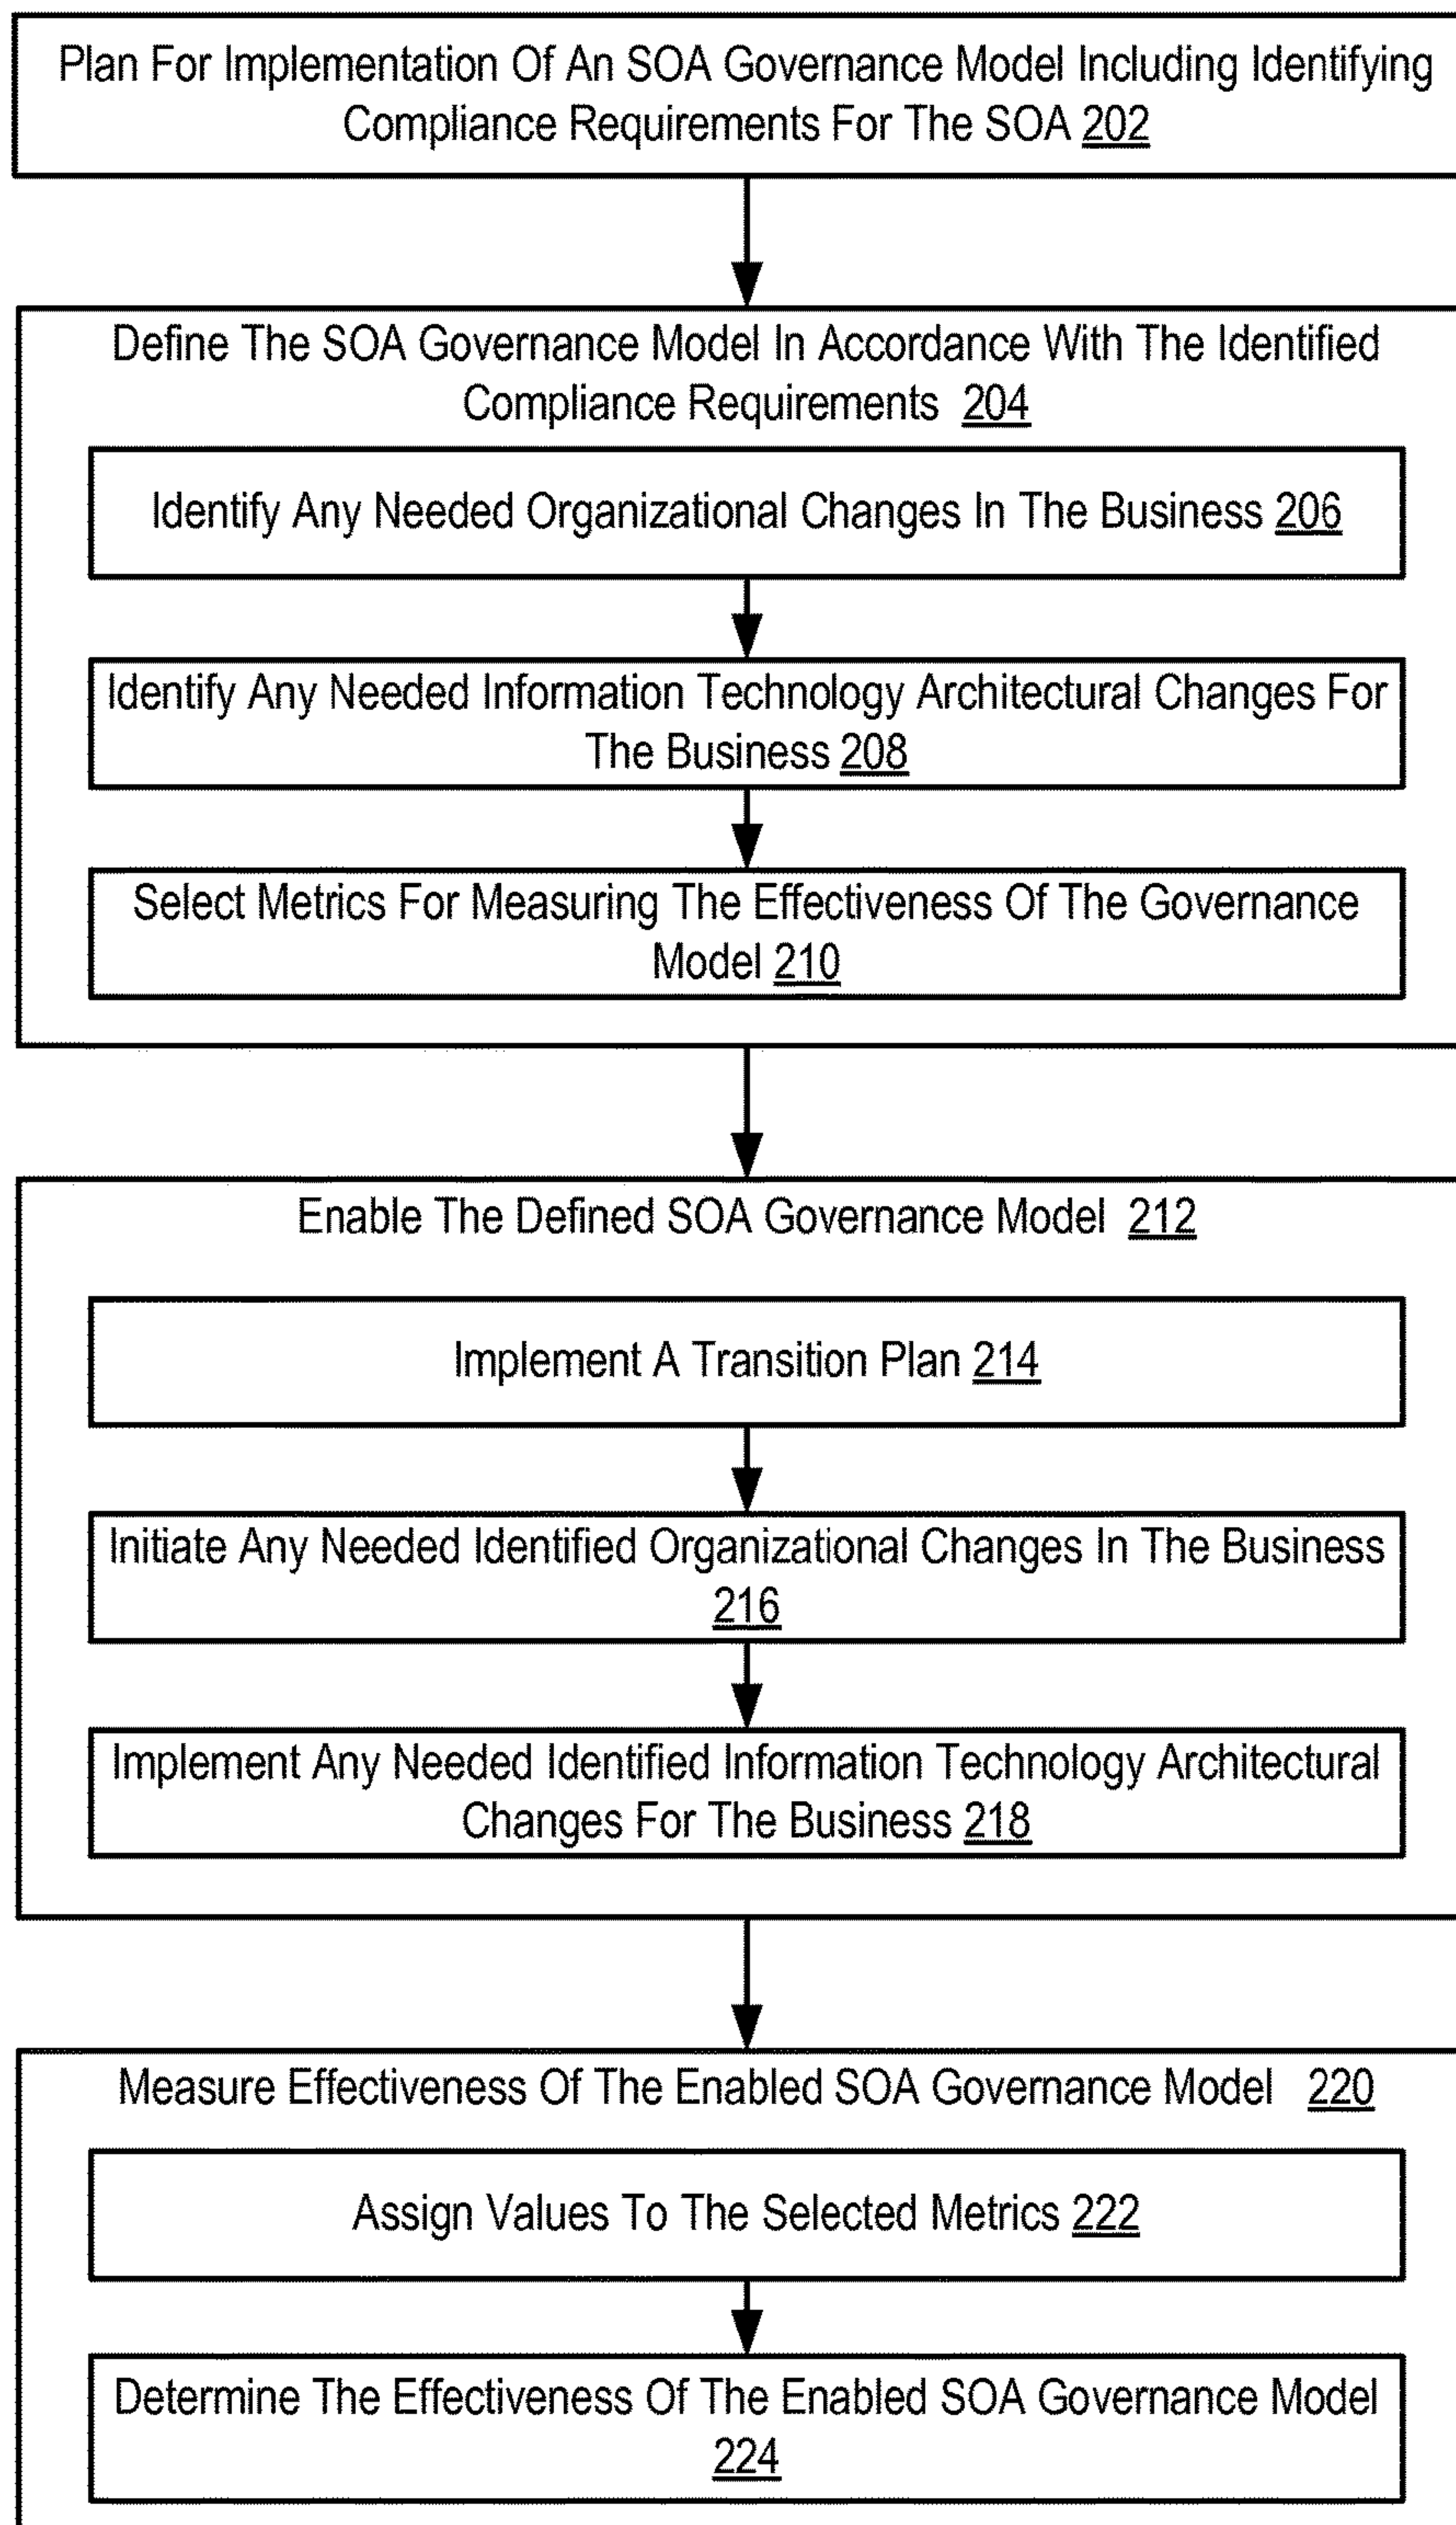 Plan For Implementation Of An SOA Governance Model Including Identifying
Compliance Requirements For The SOA 202
Define The SOA Governance Model In Accordance With The Identified
Compliance Requirements 204
Identify Any Needed Organizational Changes In The Business 206
Identify Any Needed Information Technology Architectural Changes For
The Business 208
Select Metrics For Measuring The Effectiveness Of The Governance
Model 210
Enable The Defined SOA Governance Model 212
Implement A Transition Plan 214
Initiate Any Needed Identified Organizational Changes In The Business
216
Implement Any Needed Identified Information Technology Architectural
Changes For The Business 218
Measure Effectiveness Of The Enabled SOA Governance Model 220
Assign Values To The Selected Metrics 222
Determine The Effectiveness Of The Enabled SOA Governance Model
224